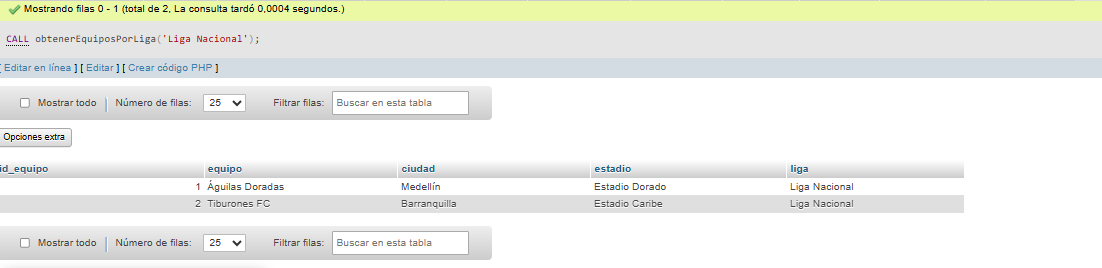 Mostrando filas 0 - 1 (total de 2, La consulta tardó 0,0004 segundos.)
CALL obtenerEquiposPorLiga('Liga Nacional');
[ Editar en línea ] [ Editar ] [ Crear código PHP ]
Mostrar todo Número de filas: 25 Filtrar filas: Buscar en esta tabla
Opciones extra
id_equipo equipo ciudad estadio liga
1 Águilas Doradas Medellín Estadio Dorado Liga Nacional
2 Tiburones FC Barranquilla Estadio Caribe Liga Nacional
Mostrar todo Número de filas: 25 Filtrar filas: Buscar en esta tabla